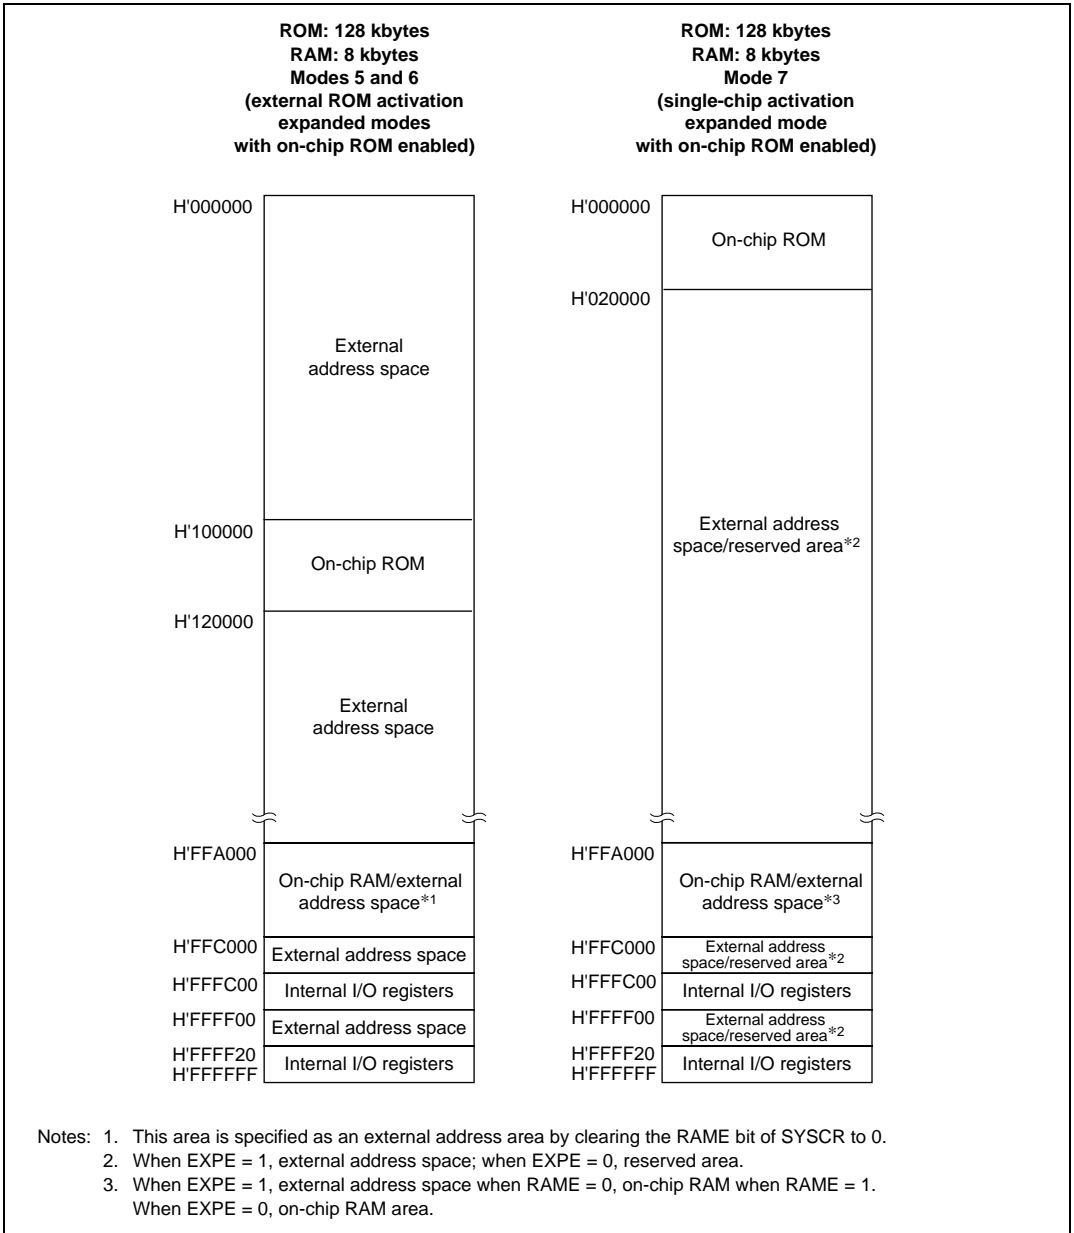 ROM: 128 kbytes
RAM: 8 kbytes
Modes 5 and 6
(external ROM activation
expanded modes
with on-chip ROM enabled)
H'000000
External
address space
H'100000
On-chip ROM
H'120000
External
address space
H'FFA000
On-chip RAM/external
address space*1
H'FFC000
External address space
H'FFFC00
Internal I/O registers
H'FFFF00
External address space
H'FFFF20
Internal I/O registers
H'FFFFFF
ROM: 128 kbytes
RAM: 8 kbytes
Mode 7
(single-chip activation
expanded mode
with on-chip ROM enabled)
H'000000
On-chip ROM
H'020000
External address
space/reserved area*2
H'FFA000
On-chip RAM/external
address space*3
H'FFC000
External address
space/reserved area*2
H'FFFC00
Internal I/O registers
H'FFFF00
External address
space/reserved area*2
H'FFFF20
Internal I/O registers
H'FFFFFF
Notes: 1. This area is specified as an external address area by clearing the RAME bit of SYSCR to 0.
2. When EXPE = 1, external address space; when EXPE = 0, reserved area.
3. When EXPE = 1, external address space when RAME = 0, on-chip RAM when RAME = 1.
When EXPE = 0, on-chip RAM area.